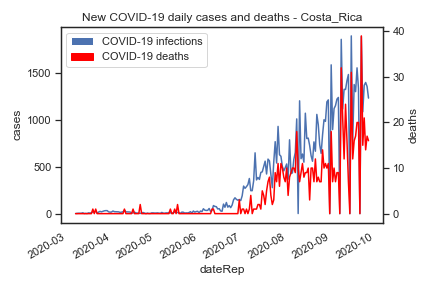 New COVID-19 daily cases and deaths - Costa_Rica
COVID-19 infections
COVID-19 deaths
cases
1500
1000
500
0
deaths
40
30
20
10
0
2020-03
2020-04
2020-05
2020-06
2020-07
2020-08
2020-09
2020-10
dateRep